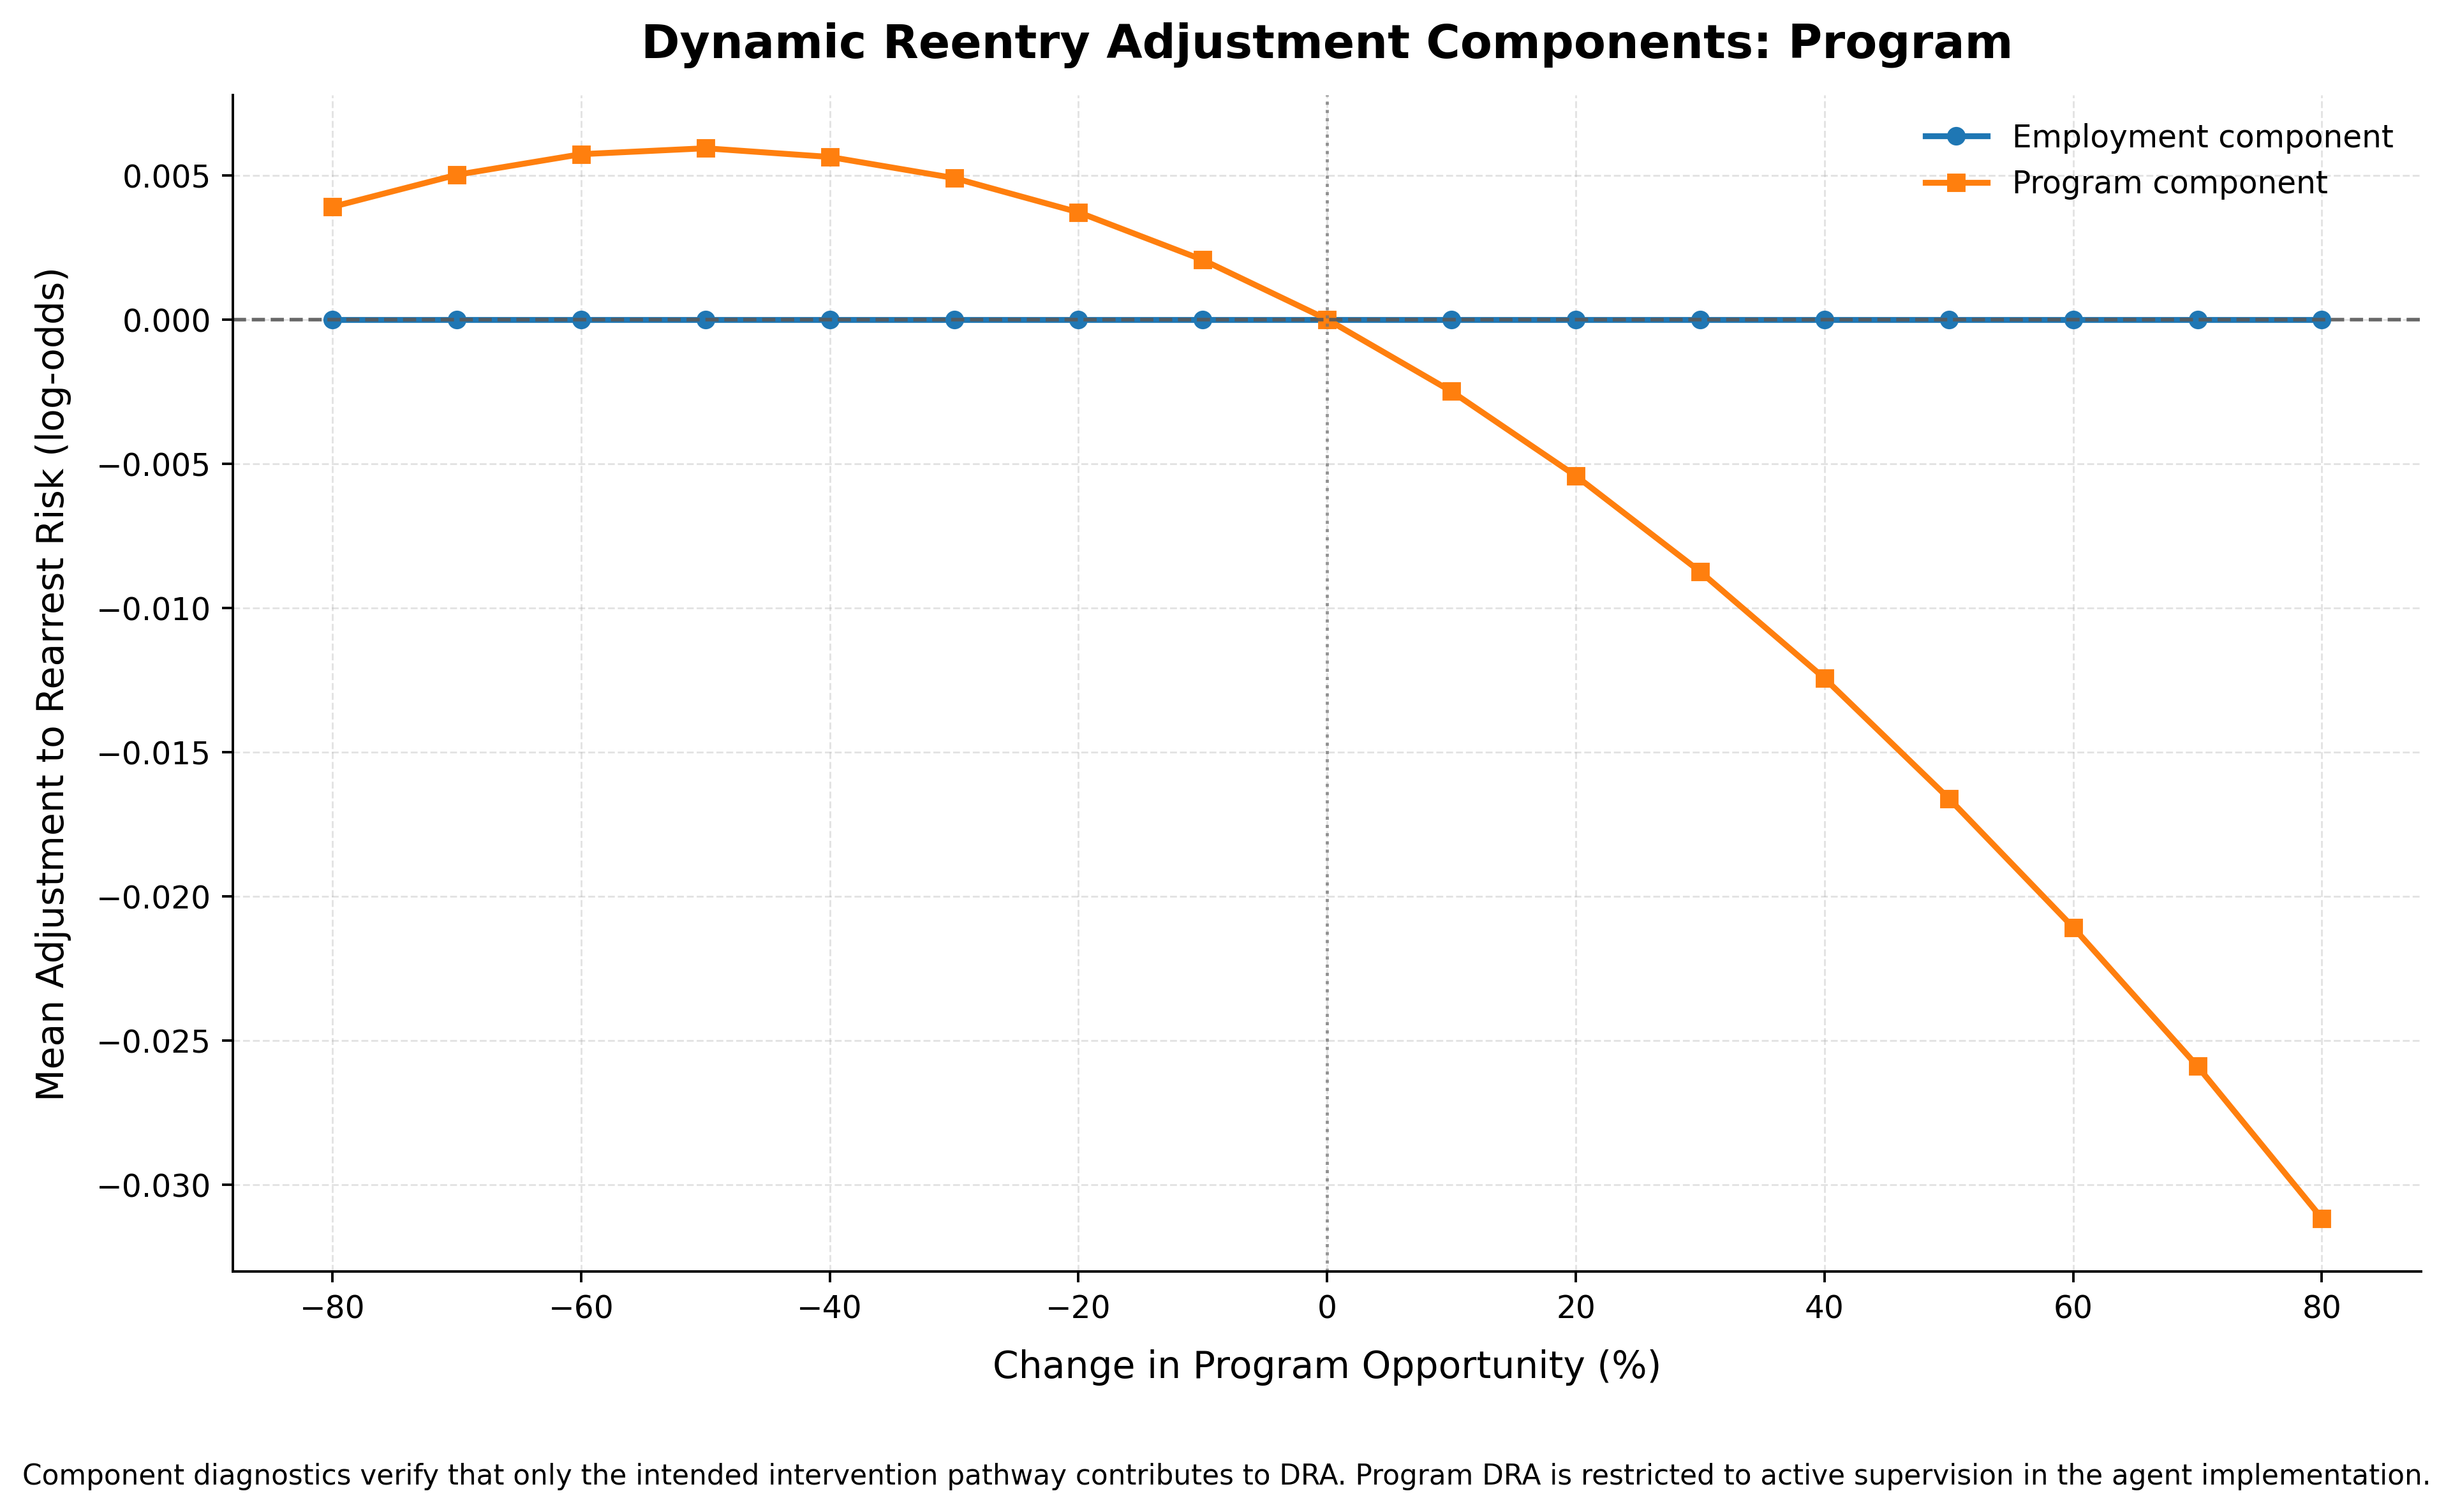 Dynamic Reentry Adjustment Components: Program
Employment component
Program component
Mean Adjustment to Rearrest Risk (log-odds)
0.005
0.000
−0.005
−0.010
−0.015
−0.020
−0.025
−0.030
−80
−60
−40
−20
0
20
40
60
80
Change in Program Opportunity (%)
Component diagnostics verify that only the intended intervention pathway contributes to DRA. Program DRA is restricted to active supervision in the agent implementation.